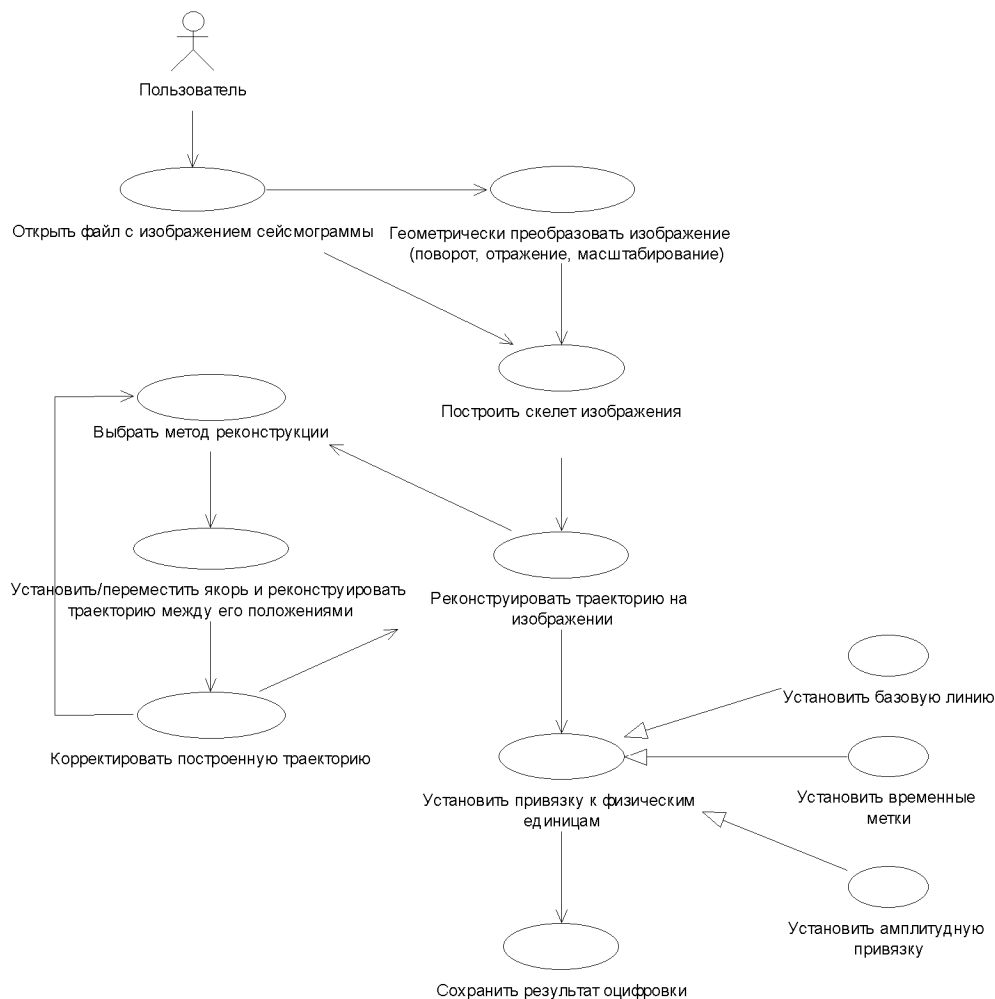 Пользователь
Открыть файл с изображением сейсмограммы
Геометрически преобразовать изображение
(поворот, отражение, масштабирование)
Построить скелет изображения
Выбрать метод реконструкции
Установить/переместить якорь и реконструировать
траекторию между его положениями
Реконструировать траекторию на
изображении
Корректировать построенную траекторию
Установить базовую линию
Установить привязку к физическим
единицам
Установить временные
метки
Установить амплитудную
привязку
Сохранить результат оцифровки